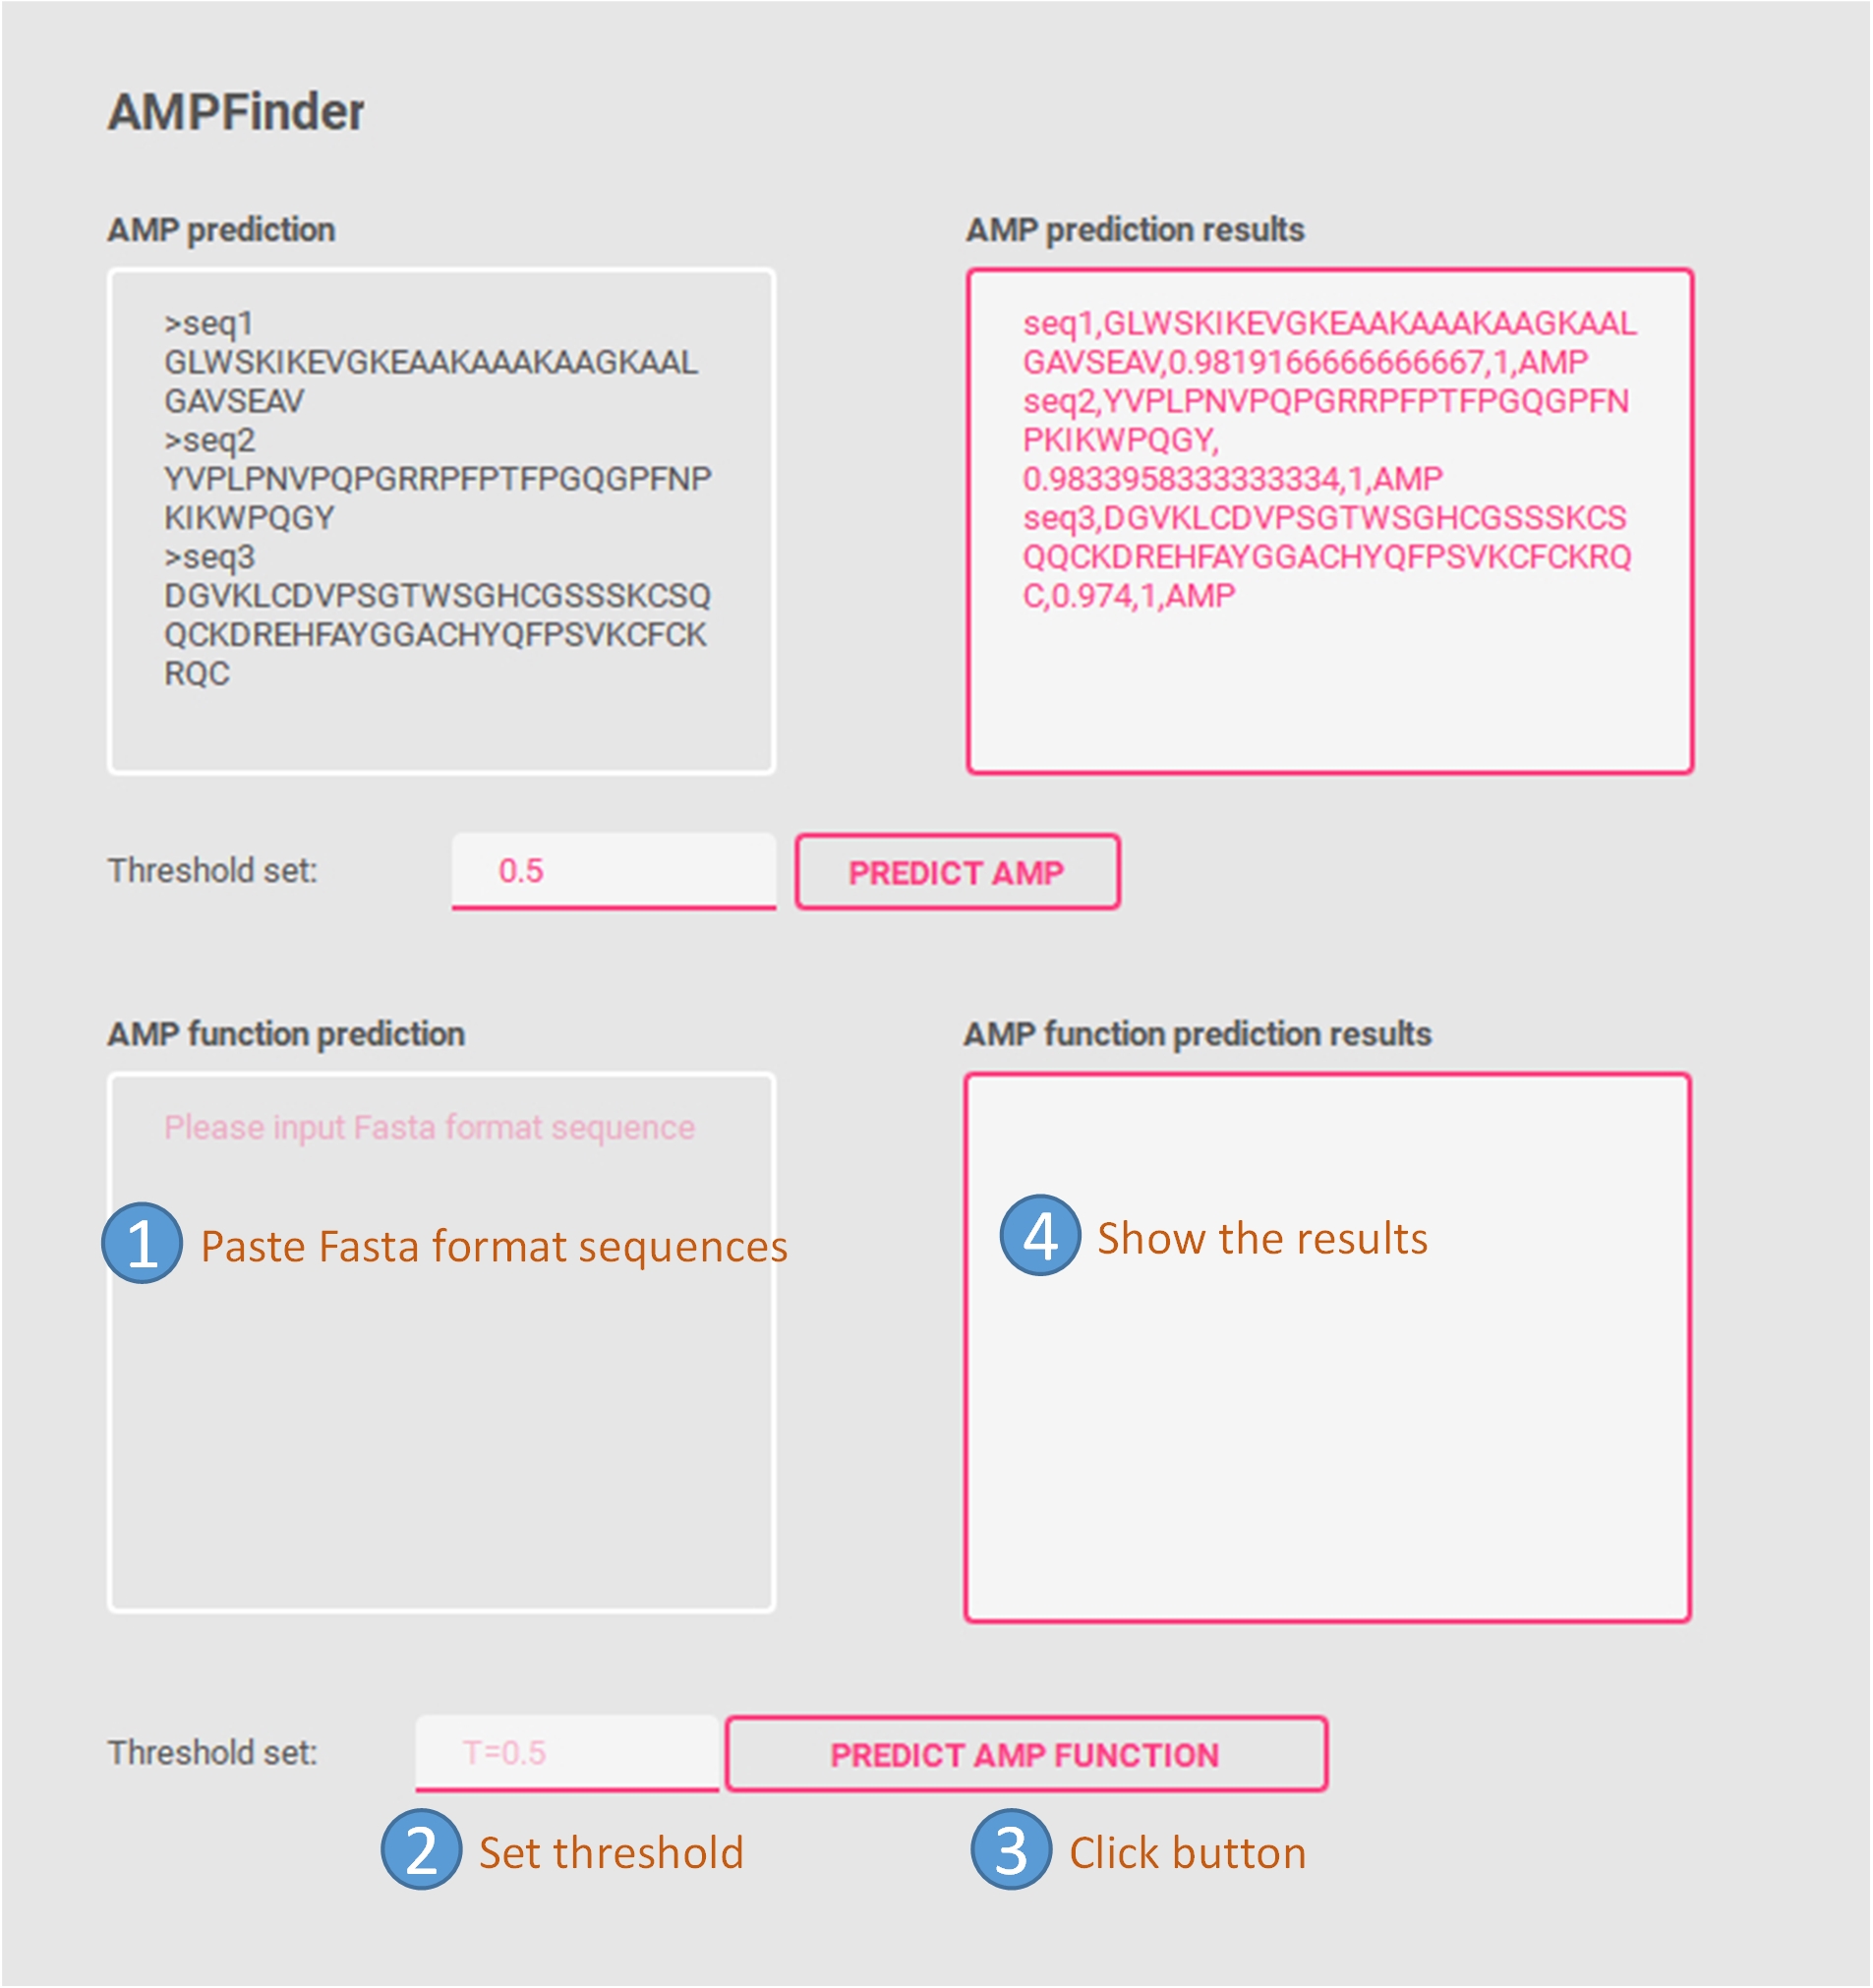 AMPFinder
AMP prediction
>seq1
GLWSKIKEVGKEAAKAAAKAAGKAAL
GAVSEAV
>seq2
YVPLPNVPQPGRRPFPTFPGQGPFNP
KIKWPQGY
>seq3
DGVKLCDVPSGTWSGHCGSSSKCSQ
QCKDREHFAYGGACHYQFPSVKCFCK
RQC
AMP prediction results
seq1,GLWSKIKEVGKEAAKAAAKAAGKAAL
GAVSEAV,0.9819166666666667,1,AMP
seq2,YVPLPNVPQPGRRPFPTFPGQGPFN
PKIKWPQGY,
0.9833958333333334,1,AMP
seq3,DGVKLCDVPSGTWSGHCGSSSKCS
QQCKDREHFAYGGACHYQFPSVKCFCKRQ
C,0.974,1,AMP
Threshold set:
0.5
PREDICT AMP
AMP function prediction
Please input Fasta format sequence
1 Paste Fasta format sequences
AMP function prediction results
4 Show the results
Threshold set:
T=0.5
PREDICT AMP FUNCTION
2 Set threshold
3 Click button